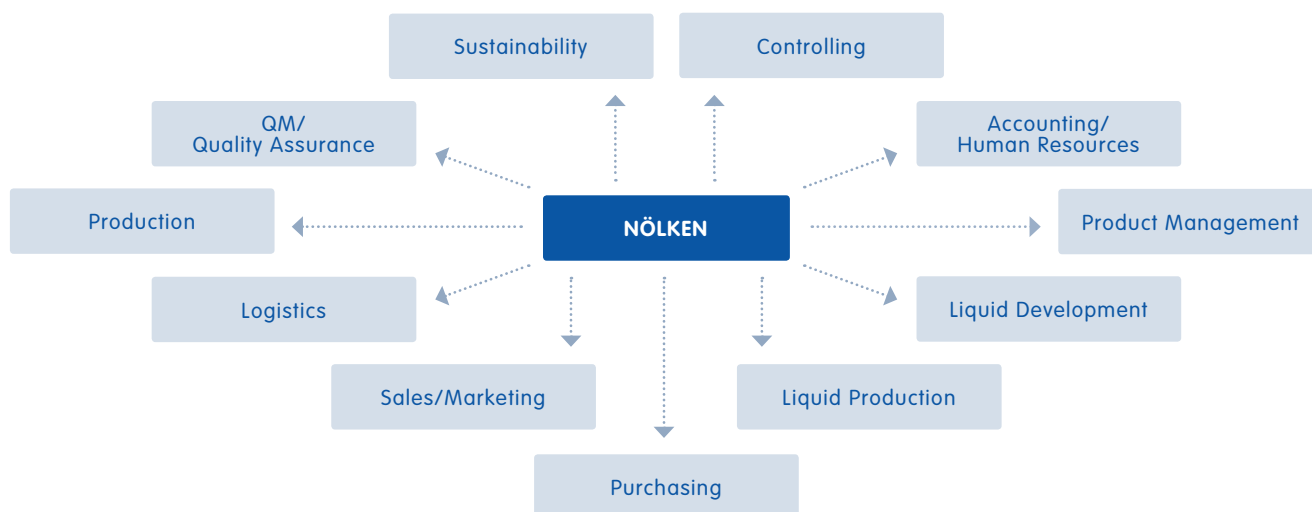 Sustainability
Controlling
QM/
Quality Assurance
Accounting/
Human Resources
Production
NÖLKEN
Product Management
Logistics
Liquid Development
Sales/Marketing
Liquid Production
Purchasing